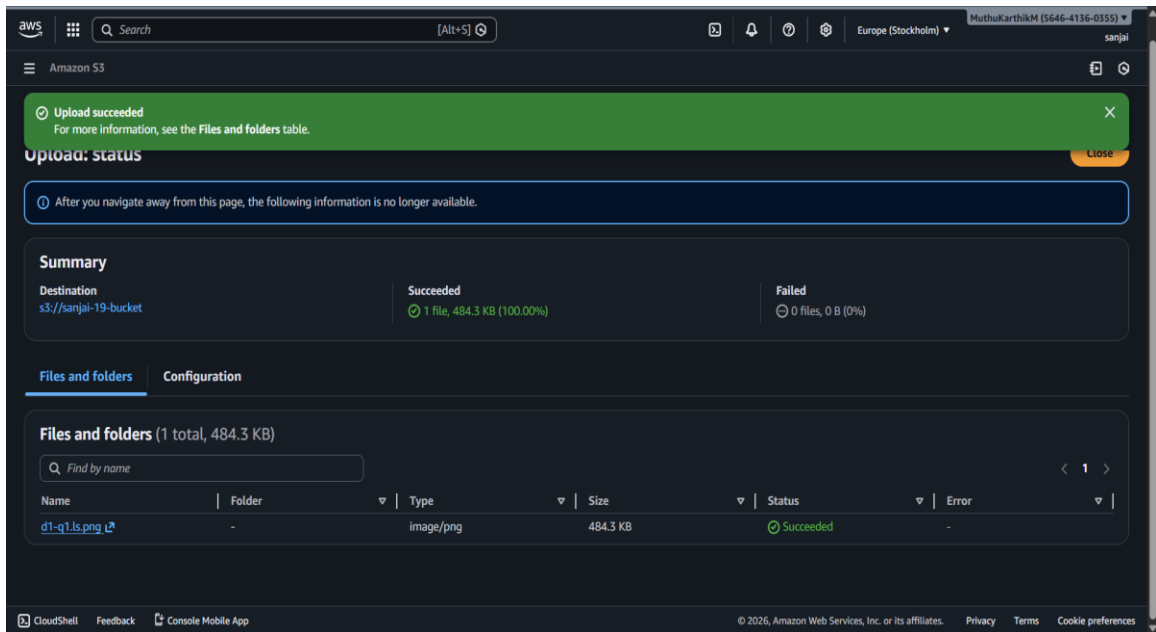 aws
Search [Alt+S] Europe (Stockholm) MuthuKarthikM (5646-4136-0355)
sanjai
Amazon S3
Upload succeeded
For more information, see the Files and folders table.
Upload: status Close
After you navigate away from this page, the following information is no longer available.
Summary
Destination Succeeded Failed
s3://sanjai-19-bucket 1 file, 484.3 KB (100.00%) 0 files, 0 B (0%)
Files and folders Configuration
Files and folders (1 total, 484.3 KB)
Find by name 1
Name Folder Type Size Status Error
d1-q1.ls.png - image/png 484.3 KB Succeeded -
CloudShell Feedback Console Mobile App © 2026, Amazon Web Services, Inc. or its affiliates. Privacy Terms Cookie preferences